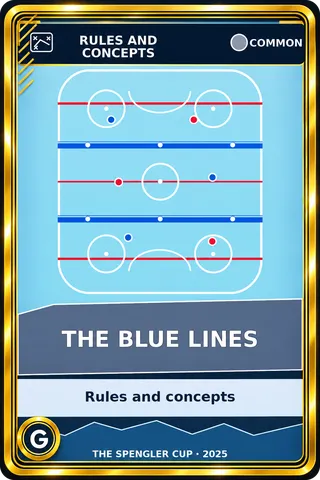 RULES AND
CONCEPTS
COMMON
THE BLUE LINES
Rules and concepts
G
THE SPENGLER CUP • 2025